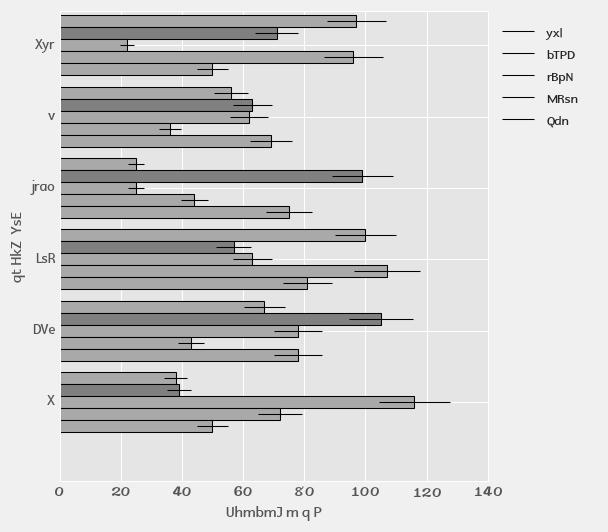 Xyr
v
jrao
LsR
DVe
X
qt HkZ YsE
0 20 40 60 80 100 120 140
UhmbmJ m q P
yxl
bTPD
rBpN
MRsn
Qdn